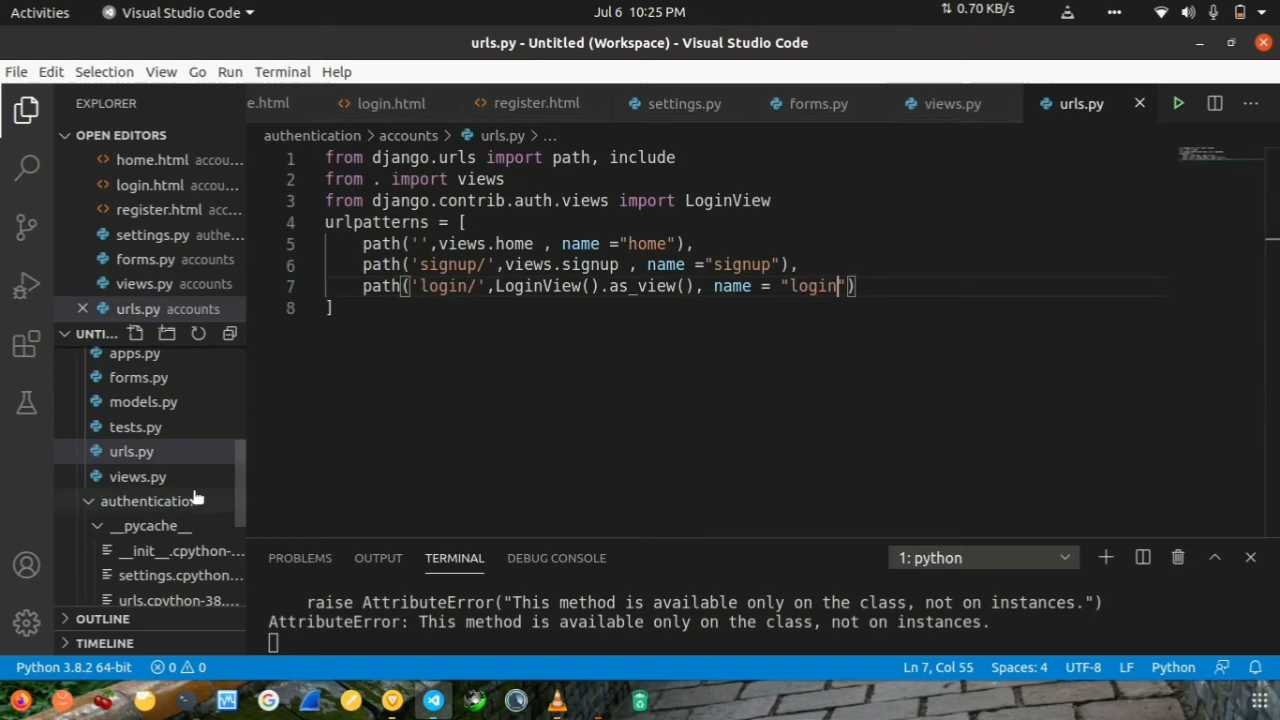 Activities Visual Studio Code Jul 6 10:25 PM 0.70 KB/s
urls.py - Untitled (Workspace) - Visual Studio Code
File Edit Selection View Go Run Terminal Help
EXPLORER
OPEN EDITORS
home.html accou...
login.html accou...
register.html acc...
settings.py authe...
forms.py accounts
views.py accounts
urls.py accounts
UNTI...
apps.py
forms.py
models.py
tests.py
urls.py
views.py
authentication
__pycache__
__init__.cpython-...
settings.cpython...
urls.cpython-38....
OUTLINE
TIMELINE
e.html login.html register.html settings.py forms.py views.py urls.py
authentication > accounts > urls.py > ...
1 from django.urls import path, include
2 from . import views
3 from django.contrib.auth.views import LoginView
4 urlpatterns = [
5 path('',views.home , name ="home"),
6 path('signup/',views.signup , name ="signup"),
7 path('login/',LoginView().as_view(), name = "login")
8 ]
PROBLEMS OUTPUT TERMINAL DEBUG CONSOLE 1: python
raise AttributeError("This method is available only on the class, not on instances.")
AttributeError: This method is available only on the class, not on instances.
Python 3.8.2 64-bit 0 0 Ln 7, Col 55 Spaces: 4 UTF-8 LF Python